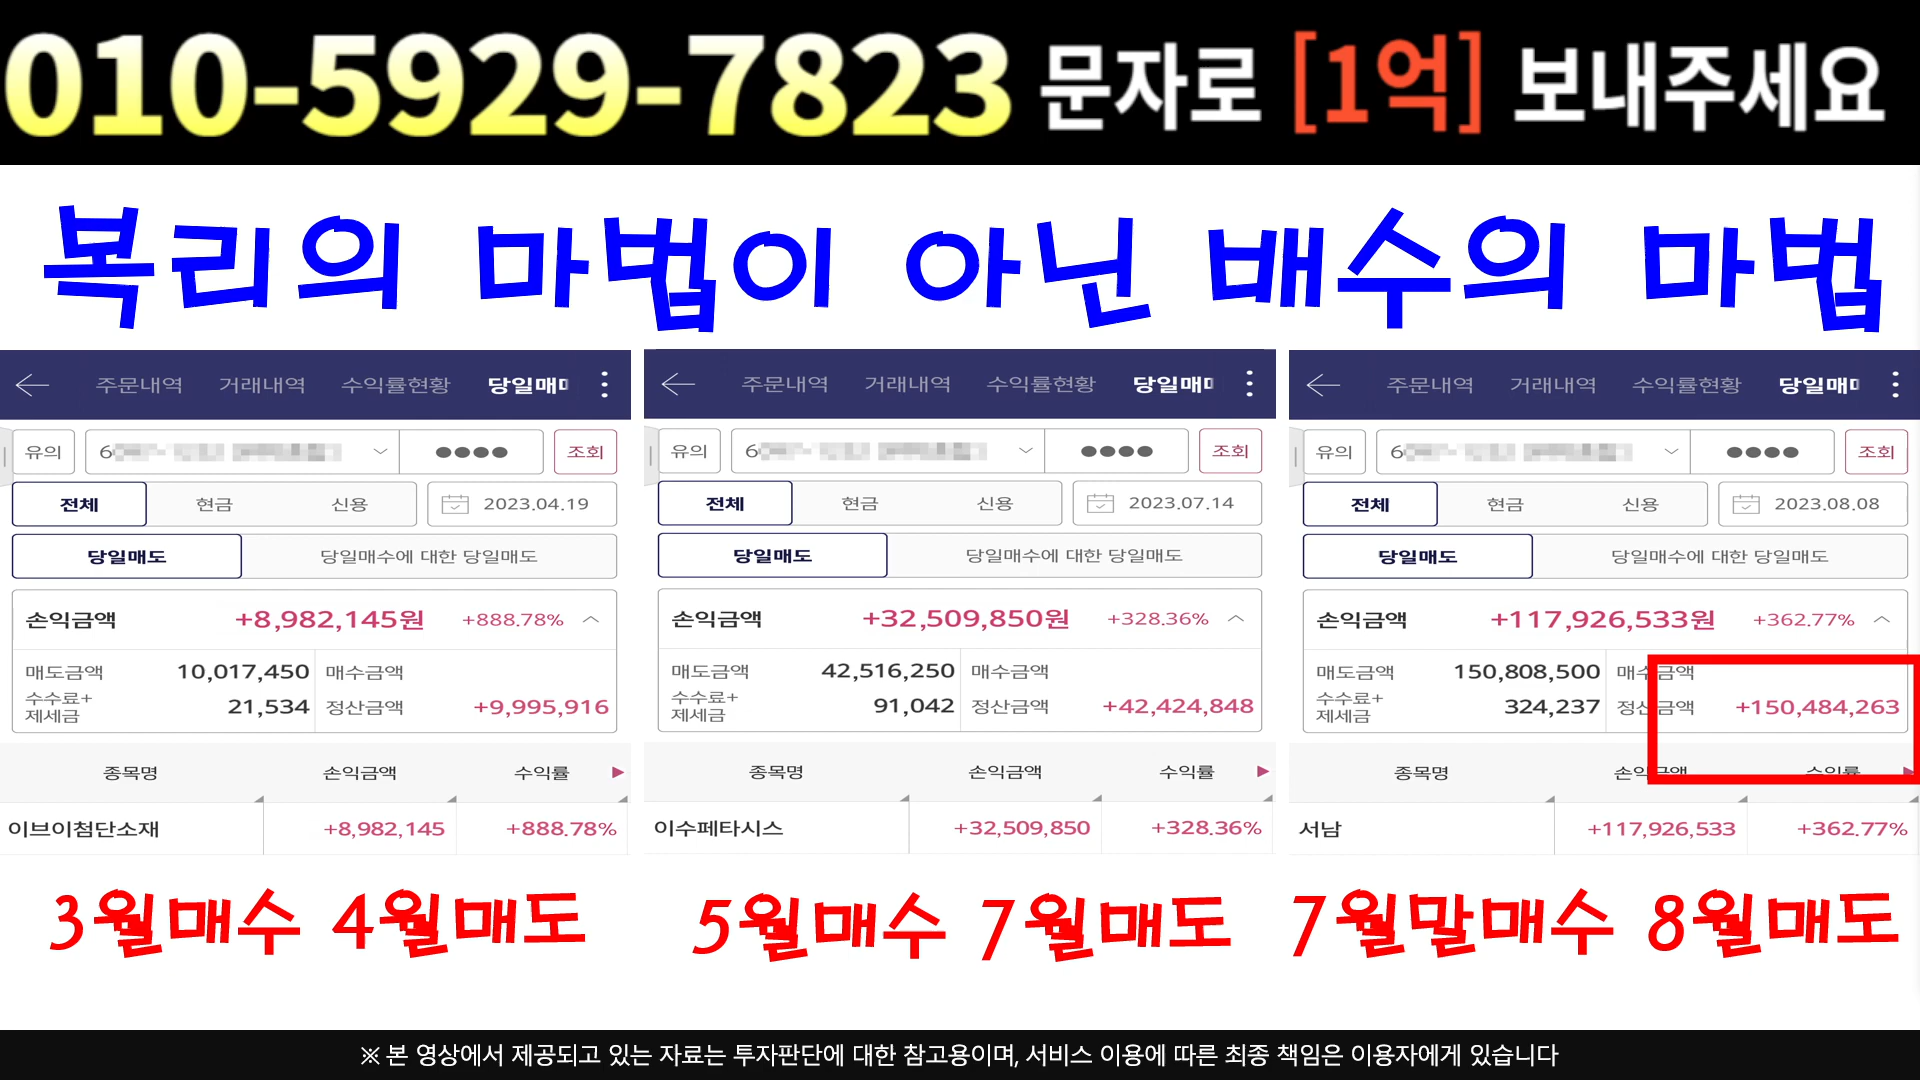 010-5929-7823 문자로 [1억] 보내주세요
복리의 마법이 아닌 배수의 마법
주문내역 거래내역 수익률현황 당일매
유의 6 ●●●● 조회
전체 현금 신용 2023.04.19
당일매도 당일매수에 대한 당일매도
손익금액 +8,982,145원 +888.78%
매도금액 10,017,450 매수금액
수수료+
제세금 21,534 정산금액 +9,995,916
종목명 손익금액 수익률
이브이첨단소재 +8,982,145 +888.78%
3월매수 4월매도
주문내역 거래내역 수익률현황 당일매
유의 6 ●●●● 조회
전체 현금 신용 2023.07.14
당일매도 당일매수에 대한 당일매도
손익금액 +32,509,850원 +328.36%
매도금액 42,516,250 매수금액
수수료+
제세금 91,042 정산금액 +42,424,848
종목명 손익금액 수익률
이수페타시스 +32,509,850 +328.36%
5월매수 7월매도
주문내역 거래내역 수익률현황 당일매
유의 6 ●●●● 조회
전체 현금 신용 2023.08.08
당일매도 당일매수에 대한 당일매도
손익금액 +117,926,533원 +362.77%
매도금액 150,808,500 매수금액
수수료+
제세금 324,237 정산금액 +150,484,263
종목명 손익금액 수익률
서남 +117,926,533 +362.77%
7월말매수 8월매도
※ 본 영상에서 제공되고 있는 자료는 투자판단에 대한 참고용이며, 서비스 이용에 따른 최종 책임은 이용자에게 있습니다